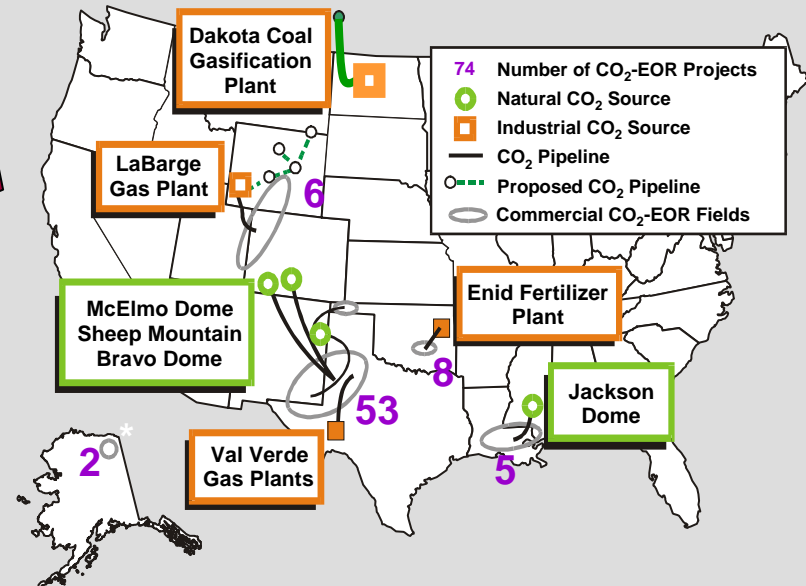 Dakota Coal
Gasification
Plant
74 Number of CO₂-EOR Projects
Natural CO₂ Source
Industrial CO₂ Source
CO₂ Pipeline
Proposed CO₂ Pipeline
Commercial CO₂-EOR Fields
LaBarge
Gas Plant
6
McElmo Dome
Sheep Mountain
Bravo Dome
Enid Fertilizer
Plant
8
53
Jackson
Dome
5
Val Verde
Gas Plants
2
*